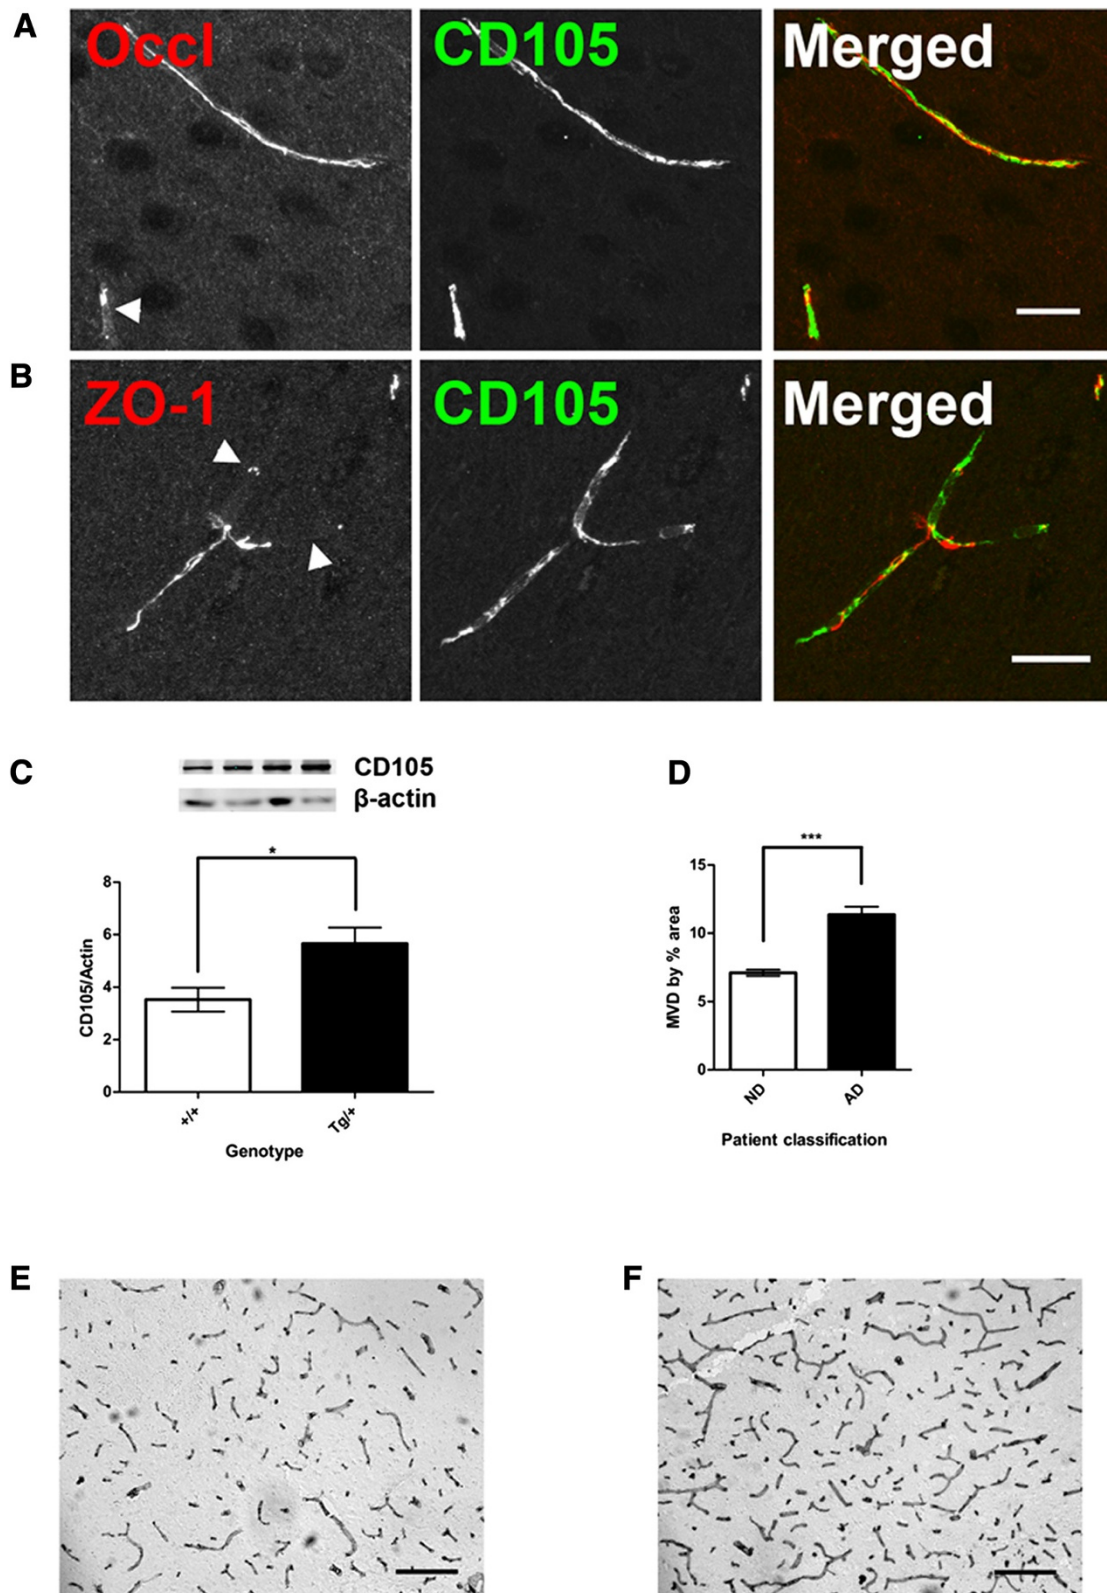 A
Occl
CD105
Merged
B
ZO-1
CD105
Merged
C
CD105
β-actin
*
8
6
4
2
0
CD105/Actin
+/+
Tg/+
Genotype
D
***
15
10
5
0
MVD by % area
ND
AD
Patient classification
E
F